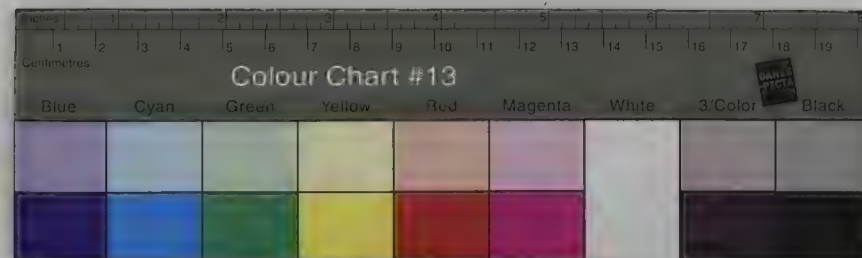 Inches 1 2 3 4 5 6 7
1 2 3 4 5 6 7 8 9 10 11 12 13 14 15 16 17 18 19
Centimetres
Colour Chart #13
DANES
-PICTA
Blue Cyan Green Yellow Red Magenta White 3/Color Black